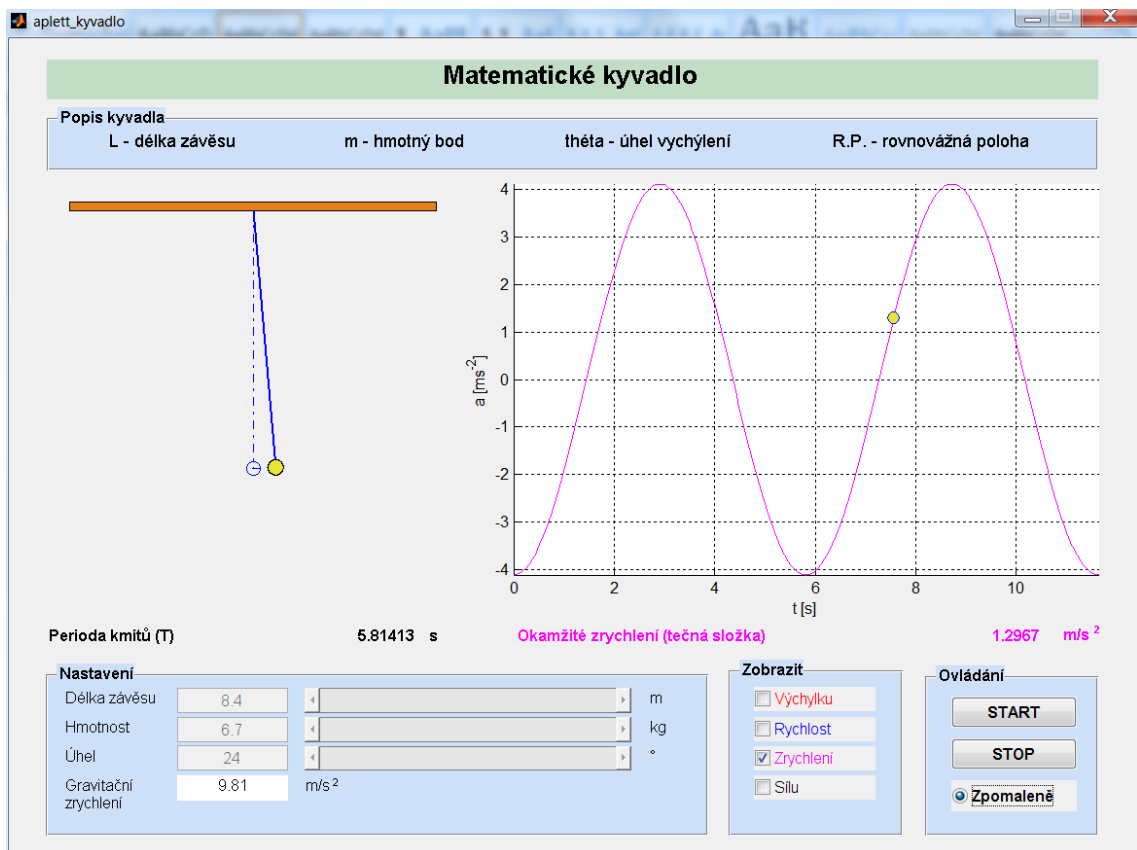 aplett_kyvadlo
Matematické kyvadlo
Popis kyvadla
L - délka závěsu m - hmotný bod théta - úhel vychýlení R.P. - rovnovážná poloha
a [ms⁻²]
4
3
2
1
0
-1
-2
-3
-4
0 2 4 6 8 10
t [s]
Perioda kmitů (T) 5.81413 s Okamžité zrychlení (tečná složka) 1.2967 m/s ²
Nastavení
Délka závěsu 8.4 m
Hmotnost 6.7 kg
Úhel 24 °
Gravitační zrychlení 9.81 m/s ²
Zobrazit
Výchylku
Rychlost
Zrychlení
Sílu
Ovládání
START
STOP
Zpomaleně